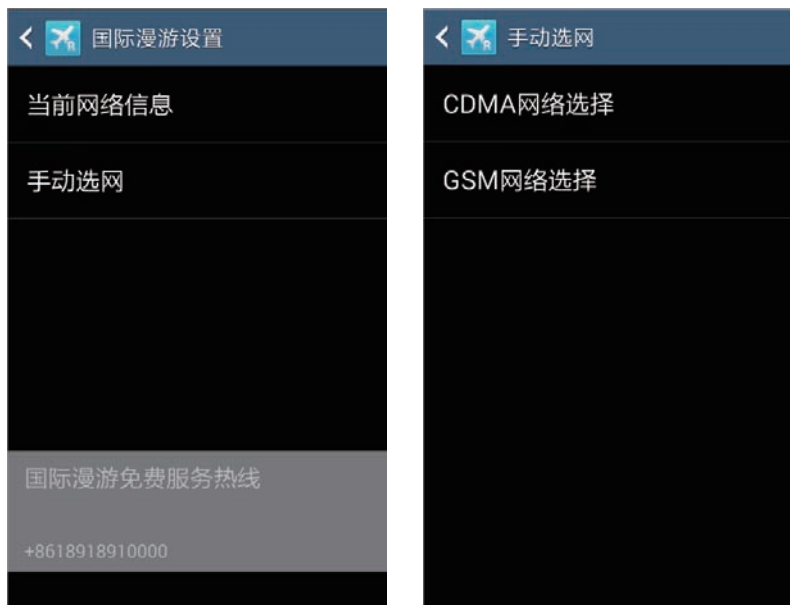 国际漫游设置
当前网络信息
手动选网
国际漫游免费服务热线
+8618918910000
手动选网
CDMA网络选择
GSM网络选择